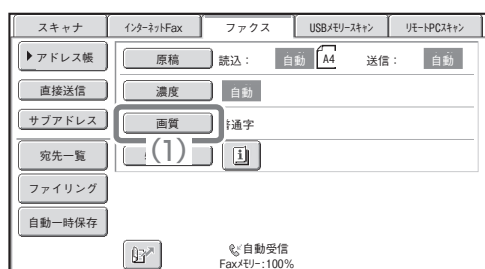 スキャナ
インターネットFax
ファクス
USBメモリースキャン
リモートPCスキャン
アドレス帳
原稿
読込：
自動
A4
送信：
自動
直接送信
濃度
自動
サブアドレス
画質
通字
宛先一覧
(1)
ファイリング
自動一時保存
自動受信
Faxメモリー:100%